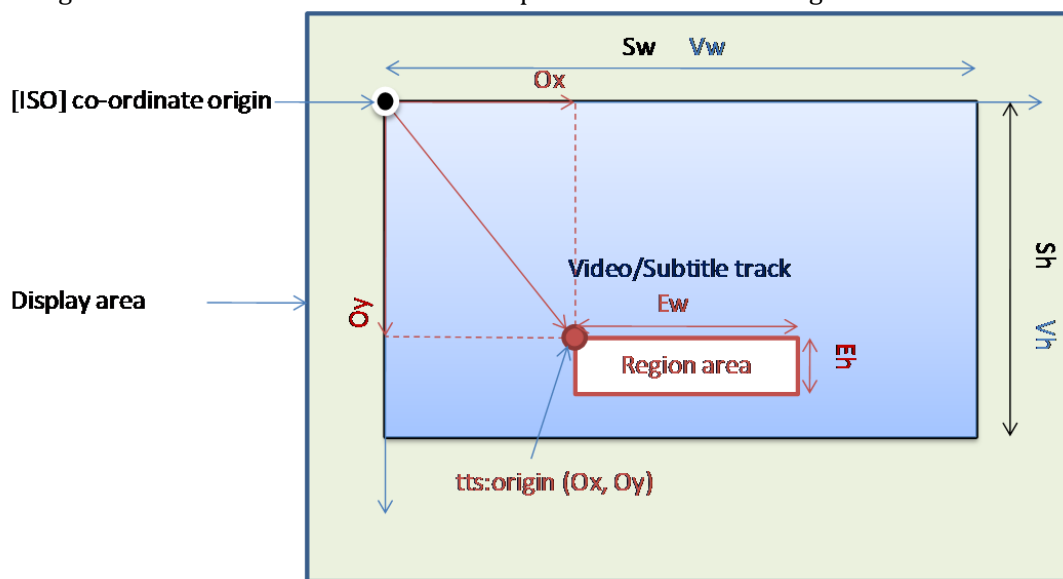 Sw Vw
Ox
[ISO] co-ordinate origin
Sh
Video/Subtitle track
Display area
Oy
Ew
Vh
Region area
Eh
tts:origin (Ox, Oy)